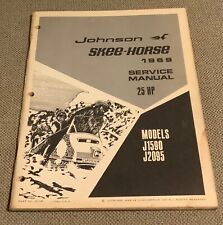 Johnson
SKEE-HORSE
1969
SERVICE
MANUAL
25 HP
MODELS
J1590
J2095